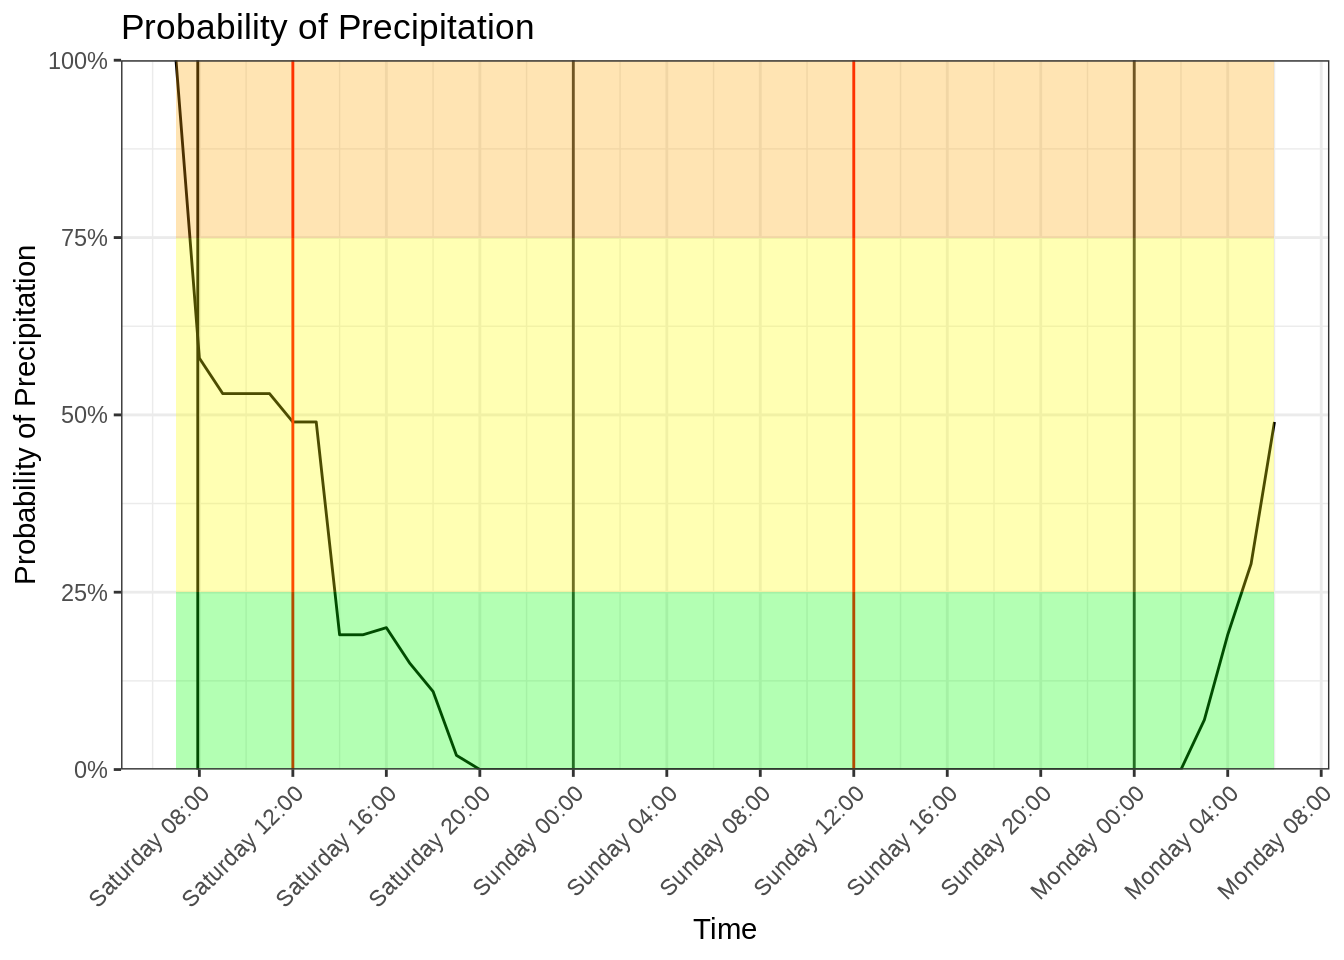 Probability of Precipitation
Probability of Precipitation
100%
75%
50%
25%
0%
Saturday 08:00
Saturday 12:00
Saturday 16:00
Saturday 20:00
Sunday 00:00
Sunday 04:00
Sunday 08:00
Sunday 12:00
Sunday 16:00
Sunday 20:00
Monday 00:00
Monday 04:00
Monday 08:00
Time